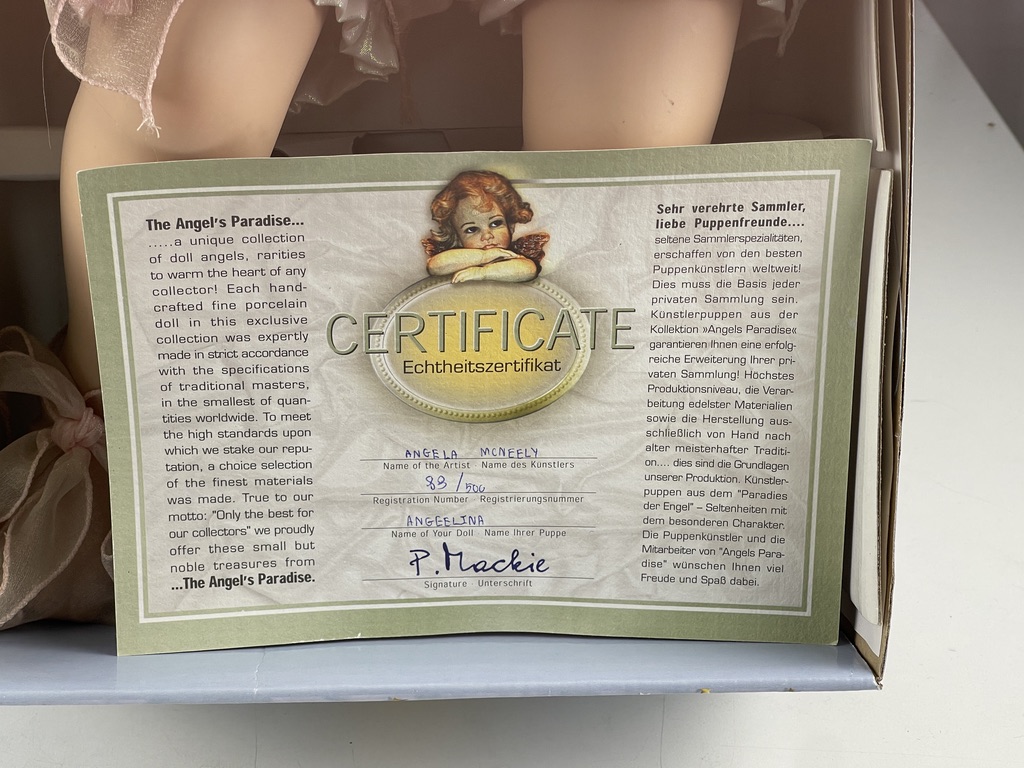 The Angel's Paradise...
.....a unique collection
of doll angels, rarities
to warm the heart of any
collector! Each hand-
crafted fine porcelain
doll in this exclusive
collection was expertly
made in strict accordance
with the specifications
of traditional masters,
in the smallest of quan-
tities worldwide. To meet
the high standards upon
which we stake our repu-
tation, a choice selection
of the finest materials
was made. True to our
motto: "Only the best for
our collectors" we proudly
offer these small but
noble treasures from
...The Angel's Paradise.
CERTIFICATE
Echtheitszertifikat
ANGELA MCNEELY
Name of the Artist Name des Künstlers
89/500
Registration Number Registrierungsnummer
ANGEELINA
Name of Your Doll Name Ihrer Puppe
P. Mackie
Signature Unterschrift
Sehr verehrte Sammler,
liebe Puppenfreunde....
seltene Sammlerspezialitäten,
erschaffen von den besten
Puppenkünstlern weltweit!
Dies muss die Basis jeder
privaten Sammlung sein.
Künstlerpuppen aus der
Kollektion »Angels Paradise«
garantieren Ihnen eine erfolg-
reiche Erweiterung Ihrer pri-
vaten Sammlung! Höchstes
Produktionsniveau, die Verar-
beitung edelster Materialien
sowie die Herstellung aus-
schließlich von Hand nach
alter meisterhafter Traditi-
on.... dies sind die Grundlagen
unserer Produktion. Künstler-
puppen aus dem "Paradies
der Engel" – Seltenheiten mit
dem besonderen Charakter.
Die Puppenkünstler und die
Mitarbeiter von "Angels Para-
dise" wünschen Ihnen viel
Freude und Spaß dabei.